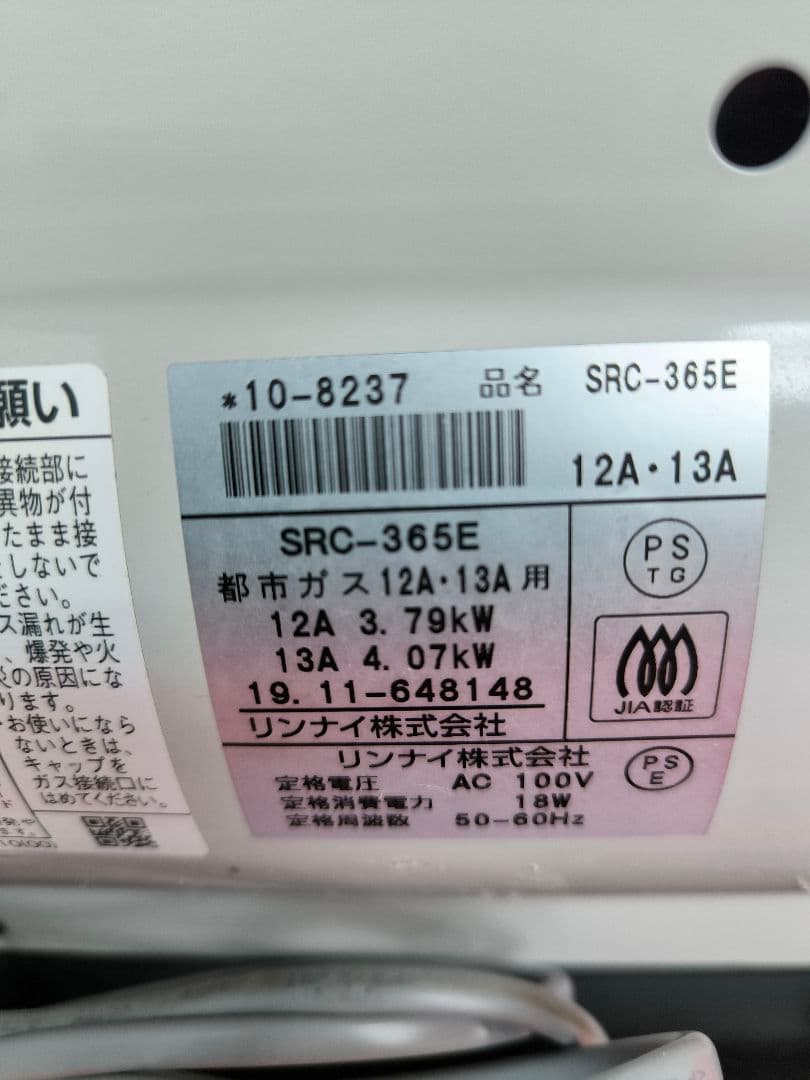 願い
接続部に
異物が付
たまま接
しないで
ださい。
ス漏れが生
、爆発や火
災の原因にな
ります。
お使いになら
ないときは、
キャップを
ガス接続口に
はめてください。
*10-8237 品名 SRC-365E
12A・13A
SRC-365E
都市ガス12A・13A用
12A 3.79kW
13A 4.07kW
19.11-648148
リンナイ株式会社
PS
TG
JIA認証
リンナイ株式会社
定格電圧 AC 100V
定格消費電力 18W
定格周波数 50-60Hz
PS
E